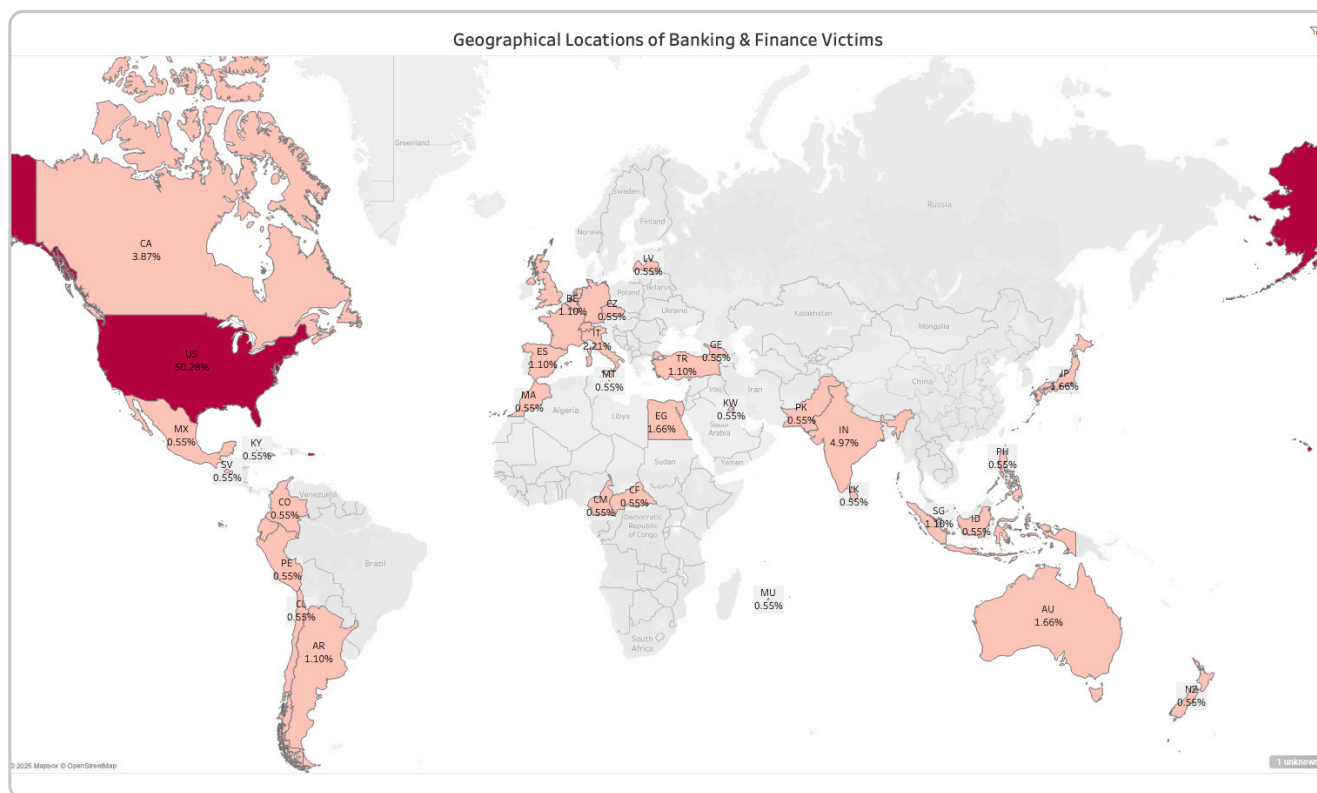 Geographical Locations of Banking & Finance Victims
Greenland
Sweden
Finland
Norway
Russia
CA
3.87%
LV
0.55%
Poland
Belarus
BE
1.10%
CZ
0.55%
Ukraine
Kazakhstan
Mongolia
US
50.28%
IT
2.21%
ES
1.10%
TR
1.10%
GE
0.55%
China
JP
1.66%
MT
0.55%
MA
0.55%
Algeria
Libya
Iraq
Iran
EG
1.66%
KW
0.55%
Saudi
Arabia
PK
0.55%
IN
4.97%
MX
0.55%
KY
0.55%
SV
0.55%
Sudan
Yemen
PH
0.55%
LK
0.55%
Venezuela
CO
0.55%
CM
0.55%
CF
0.55%
Democratic
Republic
of Congo
SG
1.10%
ID
0.55%
PE
0.55%
Brazil
MU
0.55%
CL
0.55%
AR
1.10%
South
Africa
AU
1.66%
NZ
0.55%
2025 Mapbox © OpenStreetMap
1 unknown